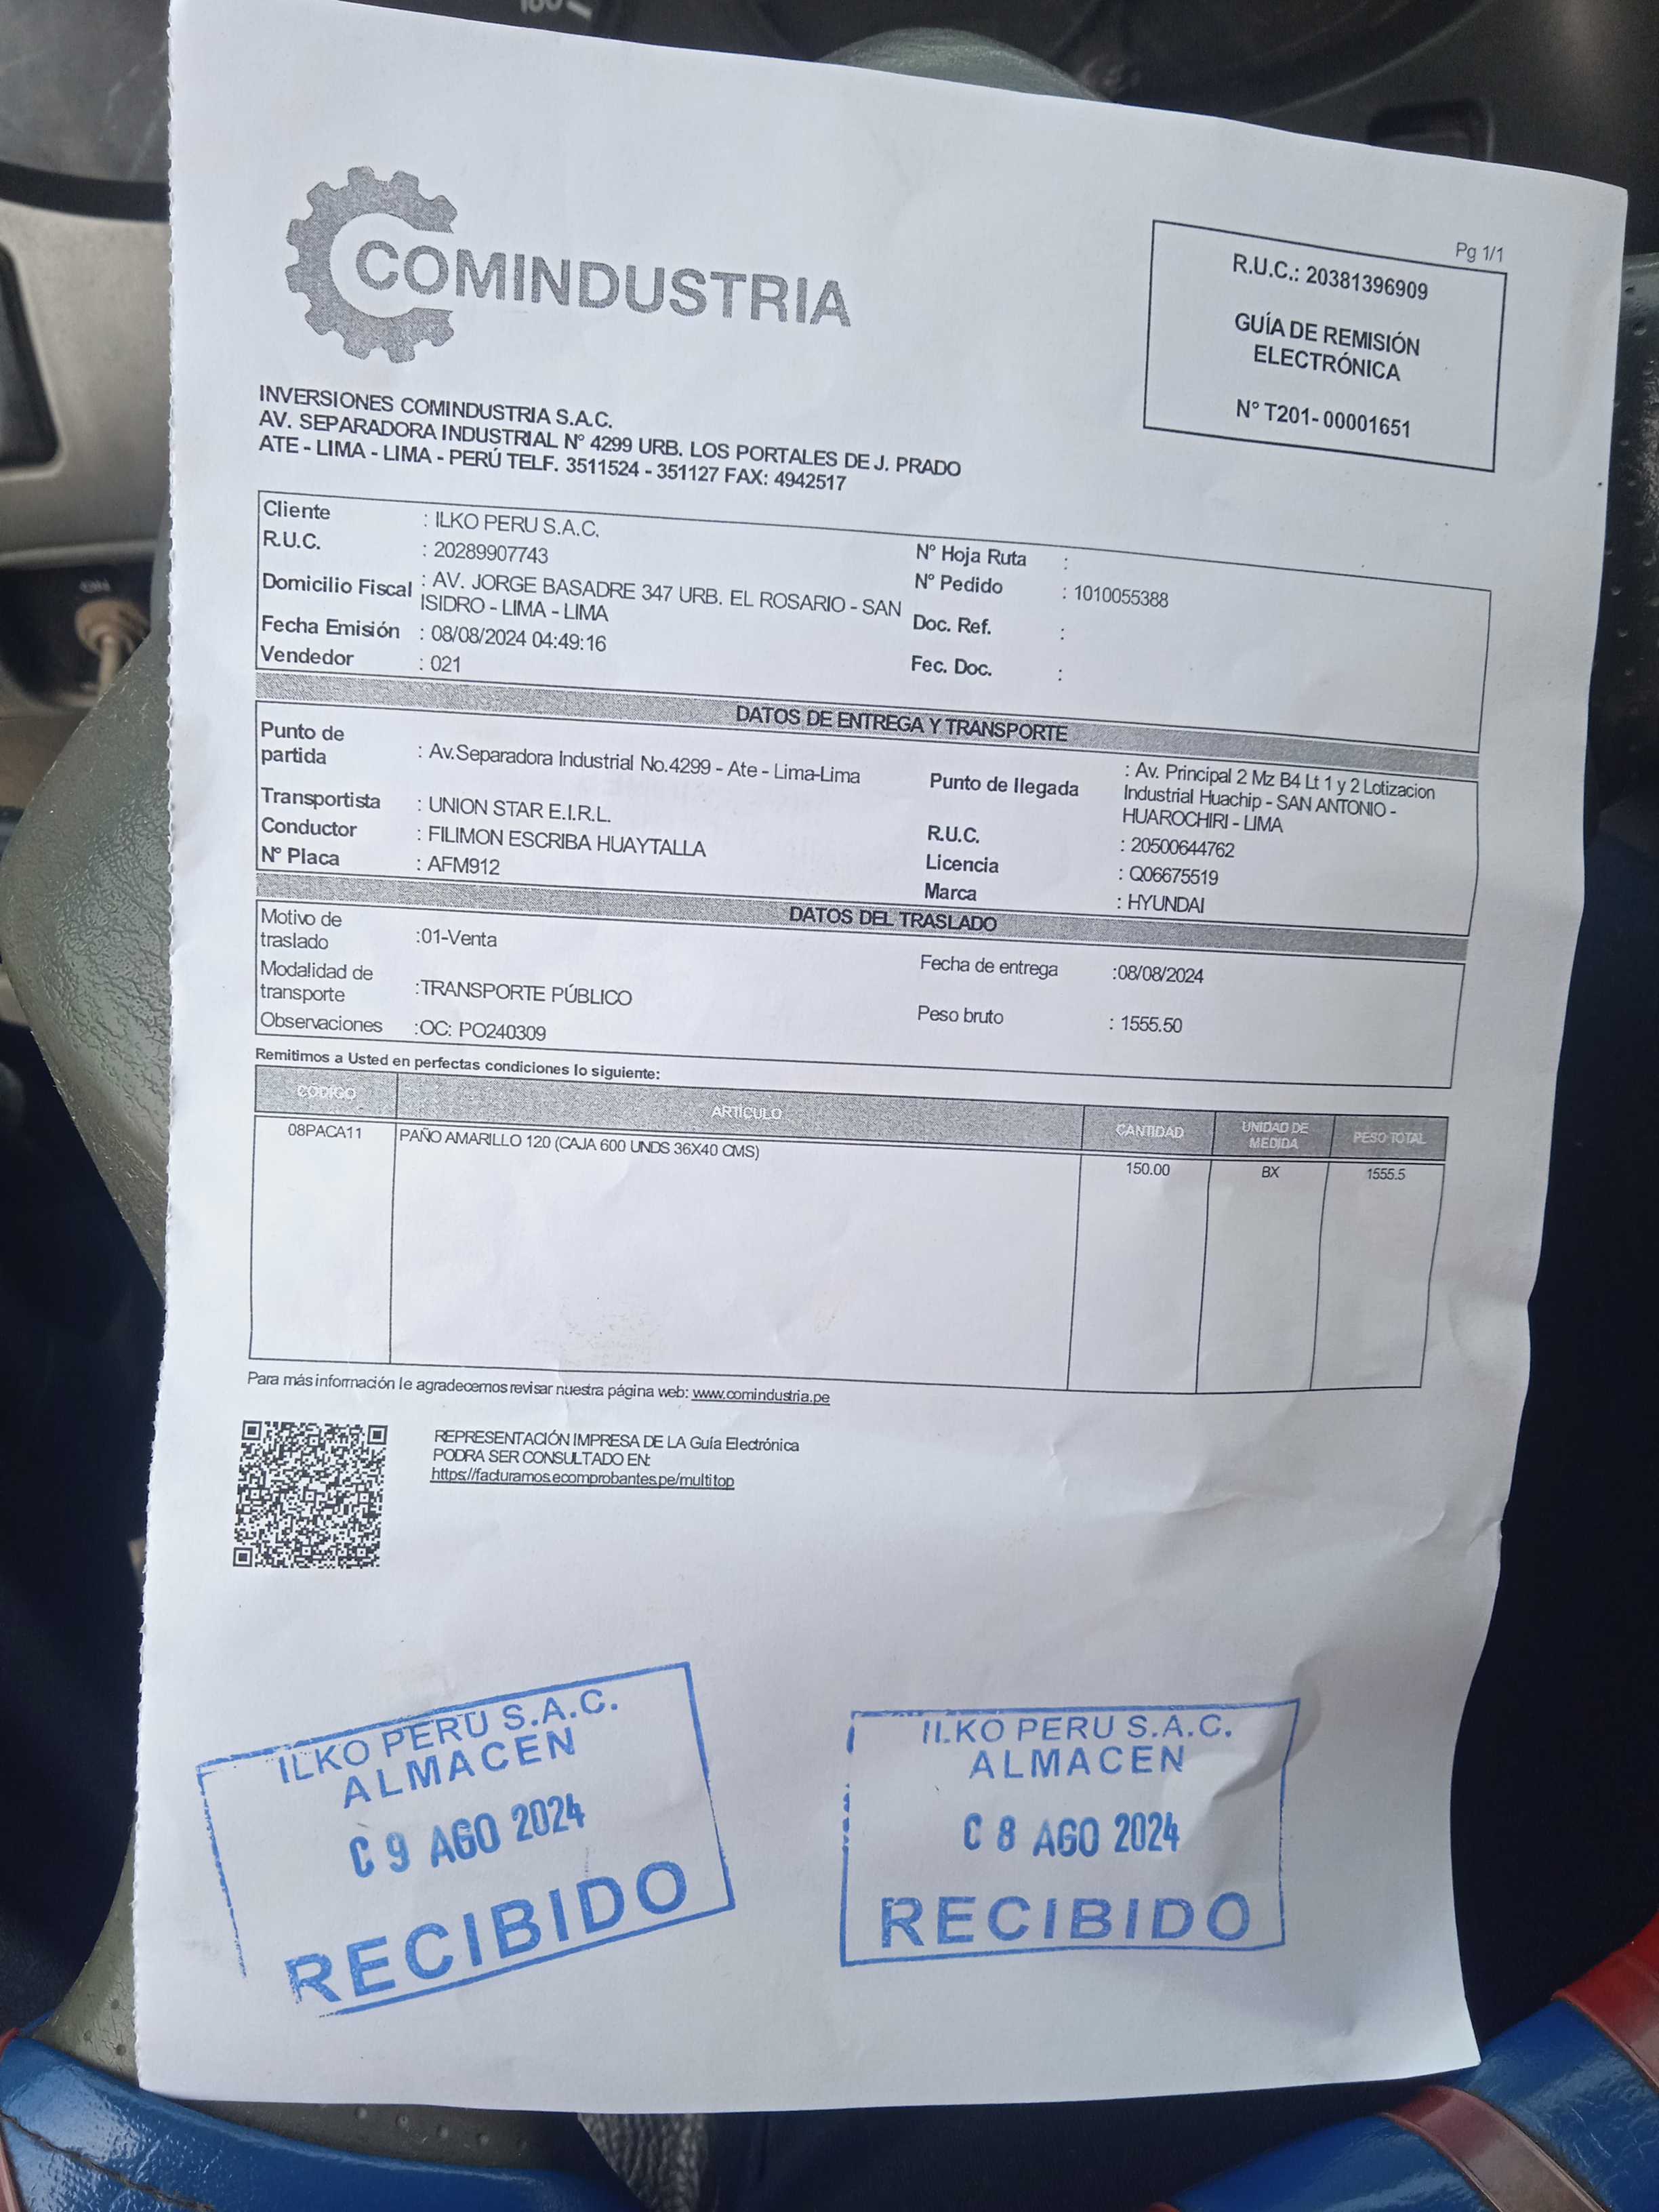 Pg 1/1
COMINDUSTRIA
R.U.C.: 20381396909
GUÍA DE REMISIÓN
ELECTRÓNICA
N° T201- 00001651
INVERSIONES COMINDUSTRIA S.A.C.
AV. SEPARADORA INDUSTRIAL N° 4299 URB. LOS PORTALES DE J. PRADO
ATE - LIMA - LIMA - PERÚ TELF. 3511524 - 351127 FAX: 4942517
Cliente : ILKO PERU S.A.C.
R.U.C. : 20289907743
Domicilio Fiscal : AV. JORGE BASADRE 347 URB. EL ROSARIO - SAN
ISIDRO - LIMA - LIMA
Fecha Emisión : 08/08/2024 04:49:16
Vendedor : 021
N° Hoja Ruta :
N° Pedido : 1010055388
Doc. Ref. :
Fec. Doc. :
DATOS DE ENTREGA Y TRANSPORTE
Punto de
partida : Av.Separadora Industrial No.4299 - Ate - Lima-Lima
Transportista : UNION STAR E.I.R.L.
Conductor : FILIMON ESCRIBA HUAYTALLA
N° Placa : AFM912
Punto de llegada : Av. Principal 2 Mz B4 Lt 1 y 2 Lotizacion
Industrial Huachip - SAN ANTONIO -
HUAROCHIRI - LIMA
R.U.C. : 20500644762
Licencia : Q06675519
Marca : HYUNDAI
DATOS DEL TRASLADO
Motivo de
traslado :01-Venta
Modalidad de
transporte :TRANSPORTE PÚBLICO
Observaciones :OC: PO240309
Fecha de entrega :08/08/2024
Peso bruto : 1555.50
Remitimos a Usted en perfectas condiciones lo siguiente:
CÓDIGO ARTÍCULO CANTIDAD UNIDAD DE MEDIDA PESO TOTAL
08PACA11 PAÑO AMARILLO 120 (CAJA 600 UNDS 36X40 CMS) 150.00 BX 1555.5
Para más información le agradecemos revisar nuestra página web: www.comindustria.pe
REPRESENTACIÓN IMPRESA DE LA Guía Electrónica
PODRA SER CONSULTADO EN:
https://facturamos.ecomprobantes.pe/multitop
ILKO PERU S.A.C.
ALMACEN
C 9 AGO 2024
RECIBIDO
ILKO PERU S.A.C.
ALMACEN
C 8 AGO 2024
RECIBIDO